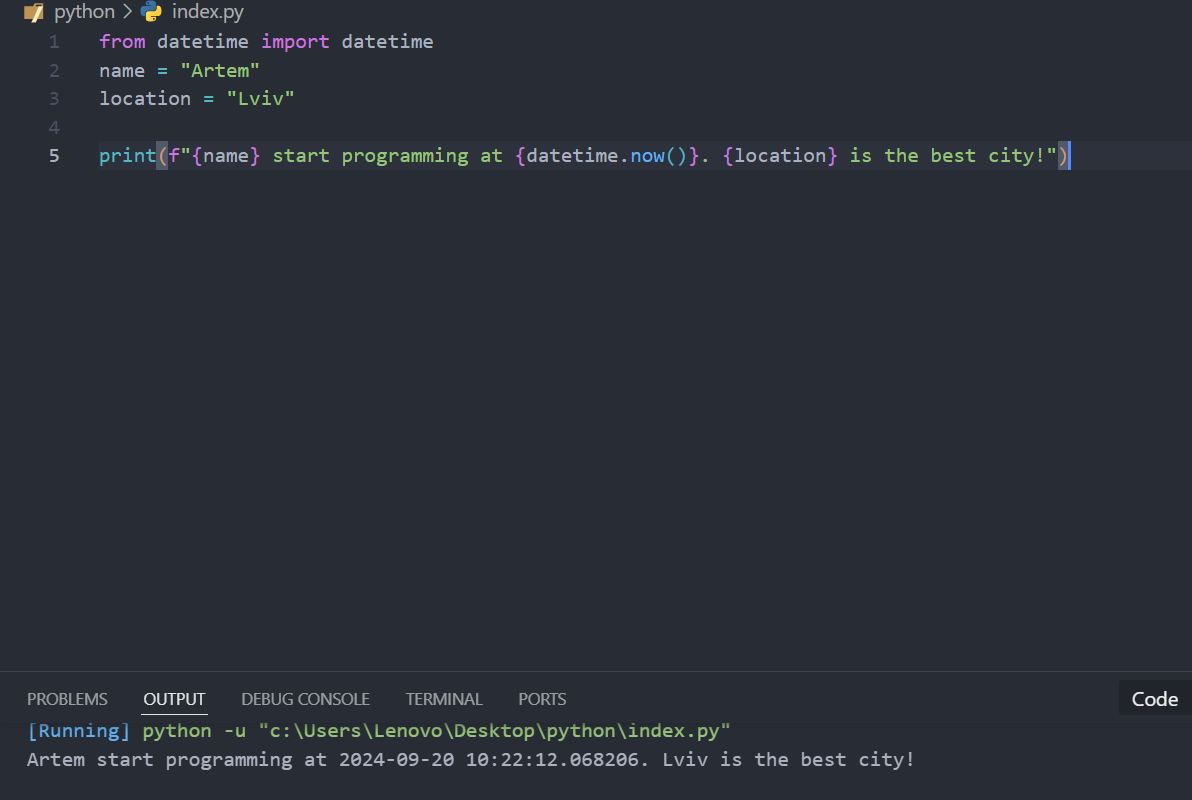 python > index.py
1 from datetime import datetime
2 name = "Artem"
3 location = "Lviv"
4
5 print(f"{name} start programming at {datetime.now()}. {location} is the best city!")
PROBLEMS OUTPUT DEBUG CONSOLE TERMINAL PORTS Code
[Running] python -u "c:\Users\Lenovo\Desktop\python\index.py"
Artem start programming at 2024-09-20 10:22:12.068206. Lviv is the best city!